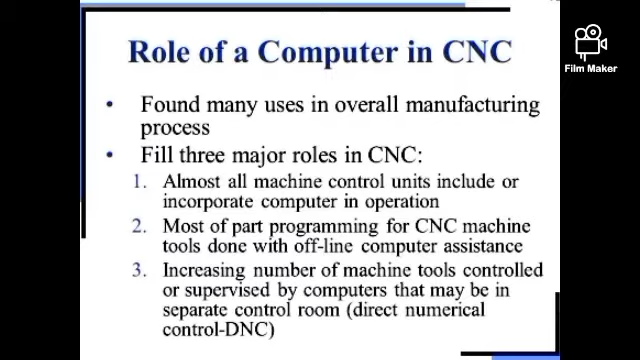 Role of a Computer in CNC
Film Maker
• Found many uses in overall manufacturing
process
• Fill three major roles in CNC:
1. Almost all machine control units include or
incorporate computer in operation
2. Most of part programming for CNC machine
tools done with off-line computer assistance
3. Increasing number of machine tools controlled
or supervised by computers that may be in
separate control room (direct numerical
control-DNC)